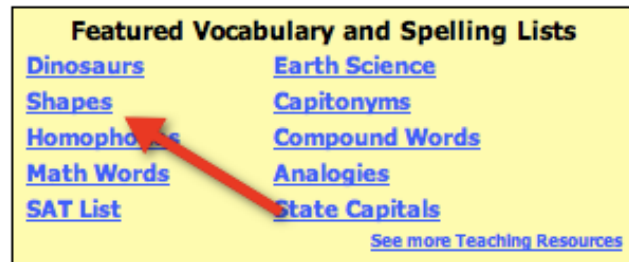 Featured Vocabulary and Spelling Lists
Dinosaurs Earth Science
Shapes Capitonyms
Homophones Compound Words
Math Words Analogies
SAT List State Capitals
See more Teaching Resources